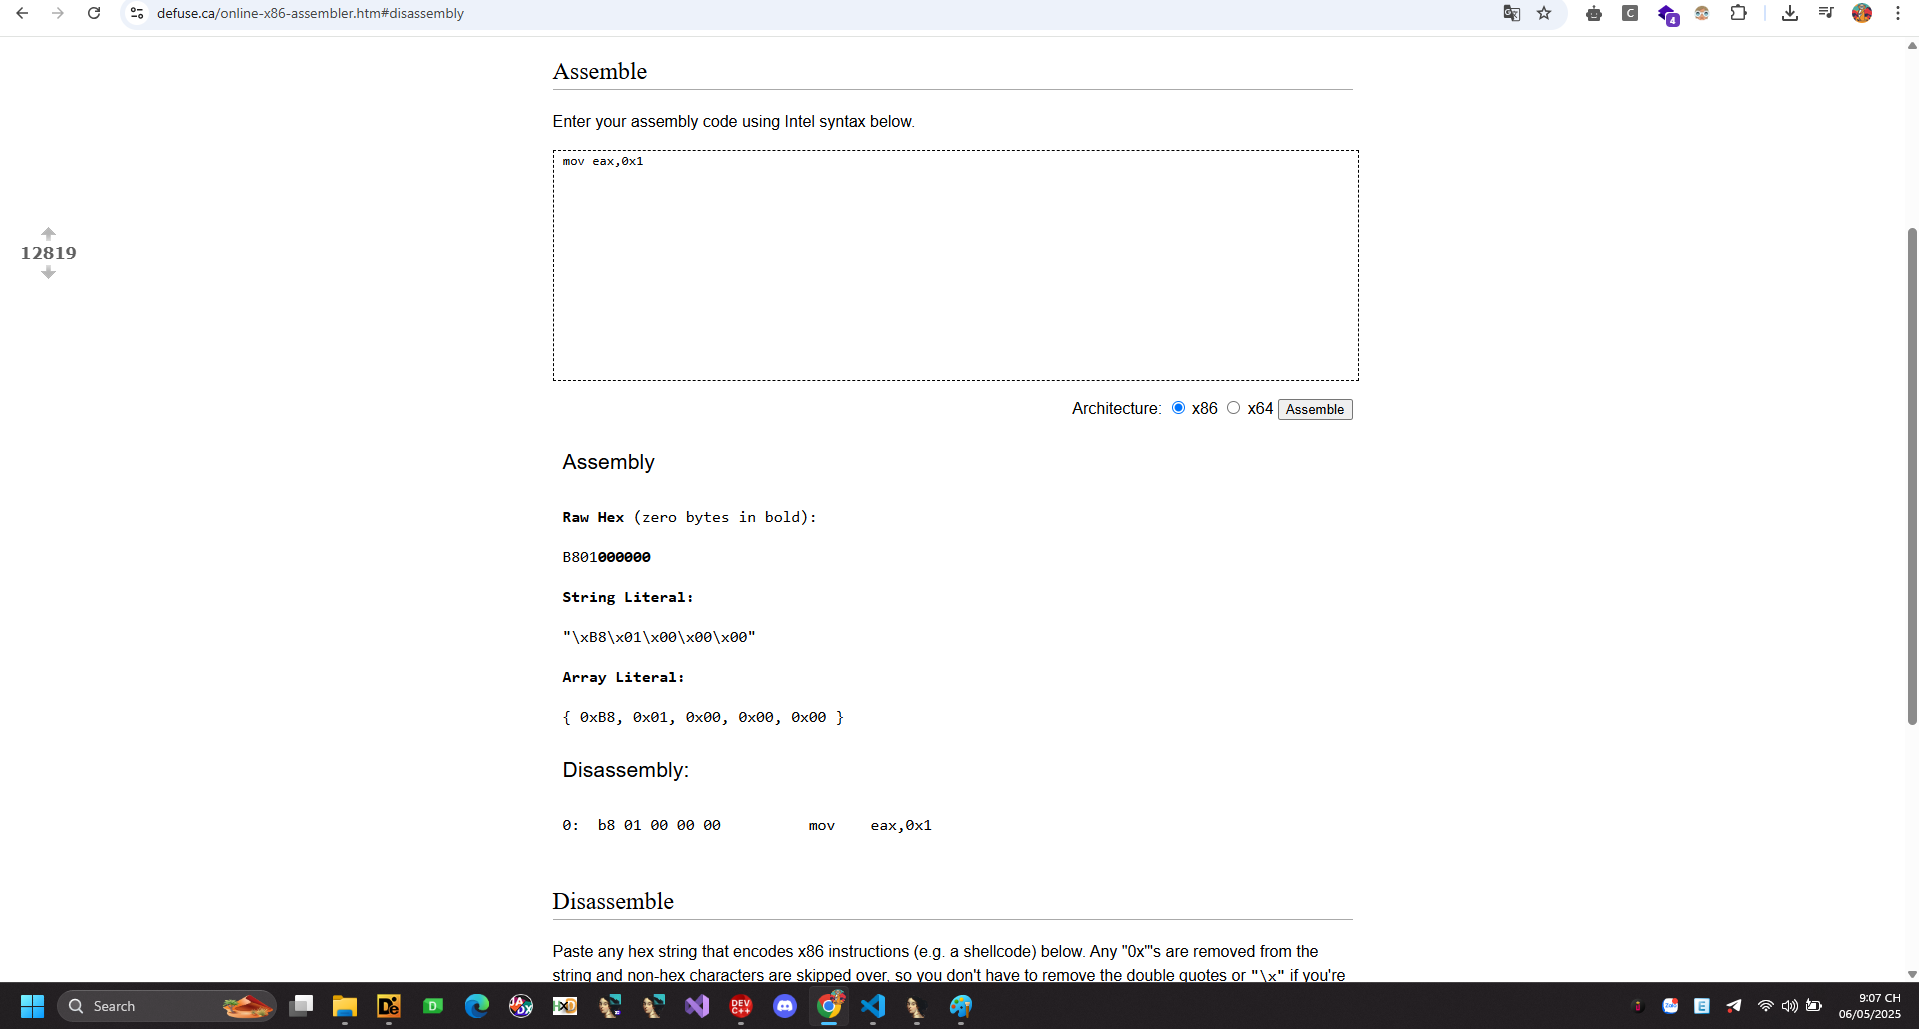 defuse.ca/online-x86-assembler.htm#disassembly
C
4
Assemble
Enter your assembly code using Intel syntax below.
mov eax,0x1
12819
Architecture: x86 x64 Assemble
Assembly
Raw Hex (zero bytes in bold):
B801000000
String Literal:
"\xB8\x01\x00\x00\x00"
Array Literal:
{ 0xB8, 0x01, 0x00, 0x00, 0x00 }
Disassembly:
0: b8 01 00 00 00 mov eax,0x1
Disassemble
Paste any hex string that encodes x86 instructions (e.g. a shellcode) below. Any "0x"'s are removed from the
string and non-hex characters are skipped over, so you don't have to remove the double quotes or "\x" if you're
Search
De
D
HXD
DEV C++
Zalo
E
9:07 CH
06/05/2025